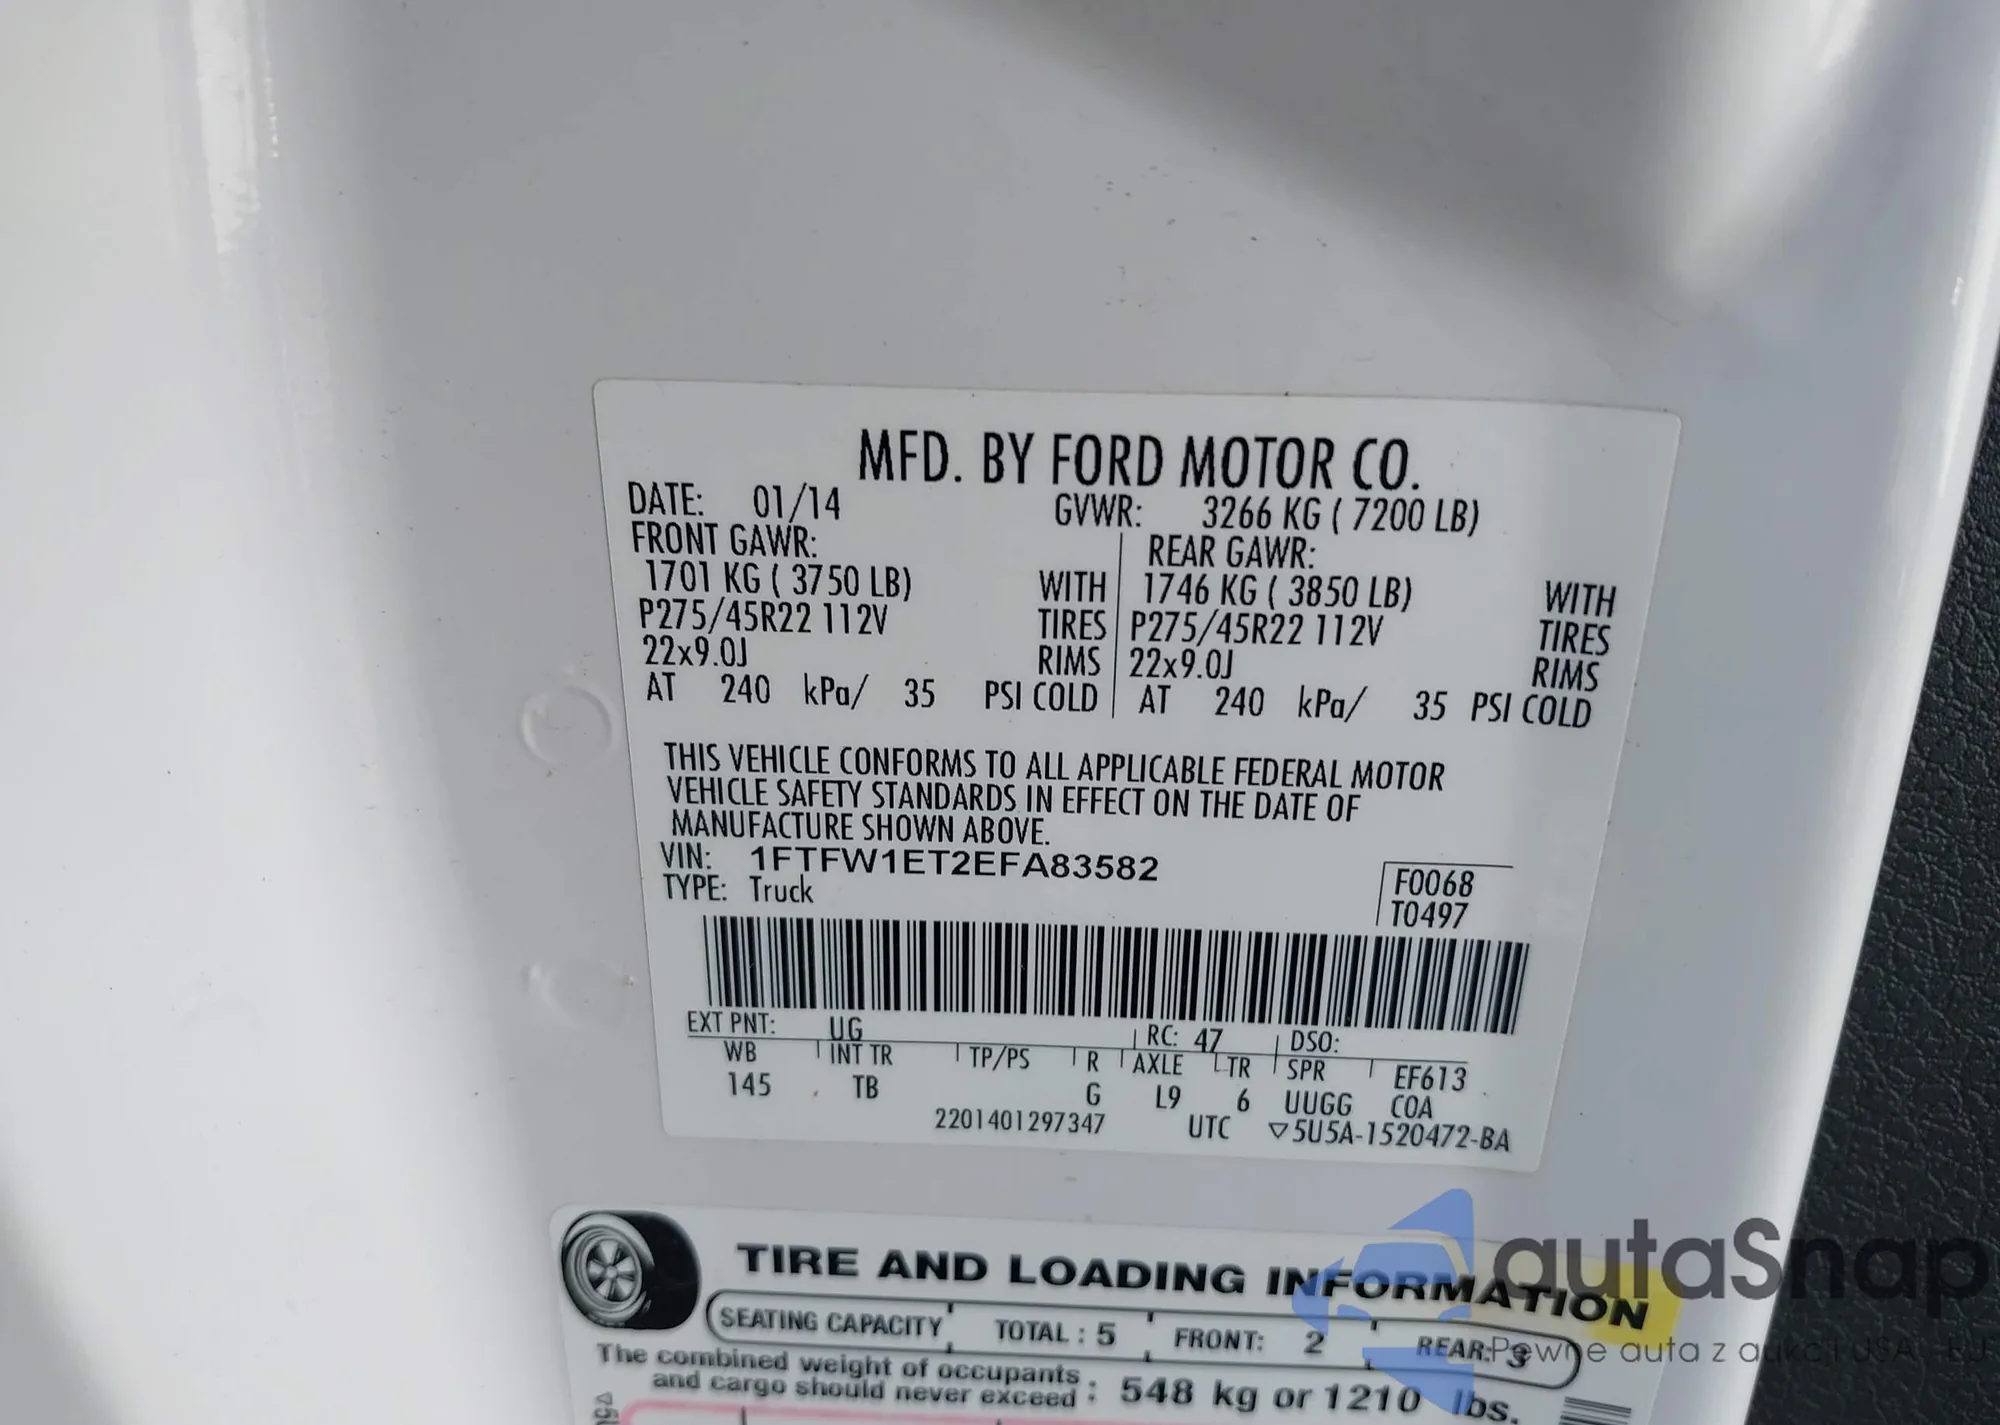 MFD. BY FORD MOTOR CO.
DATE: 01/14 GVWR: 3266 KG ( 7200 LB)
FRONT GAWR: REAR GAWR:
1701 KG ( 3750 LB) WITH 1746 KG ( 3850 LB) WITH
P275/45R22 112V TIRES P275/45R22 112V TIRES
22x9.0J RIMS 22x9.0J RIMS
AT 240 kPa/ 35 PSI COLD AT 240 kPa/ 35 PSI COLD
THIS VEHICLE CONFORMS TO ALL APPLICABLE FEDERAL MOTOR
VEHICLE SAFETY STANDARDS IN EFFECT ON THE DATE OF
MANUFACTURE SHOWN ABOVE.
VIN: 1FTFW1ET2EFA83582
TYPE: Truck
F0068
T0497
EXT PNT: UG RC: 47 DSO:
WB INT TR TP/PS R AXLE TR SPR EF613
145 TB G L9 6 UUGG COA
2201401297347 UTC ▽5U5A-1520472-BA
TIRE AND LOADING INFORMATION
SEATING CAPACITY TOTAL : 5 FRONT: 2 REAR: 3
The combined weight of occupants
and cargo should never exceed : 548 kg or 1210 lbs.
autaSnap
Pewne auta z aukcji USA i EU